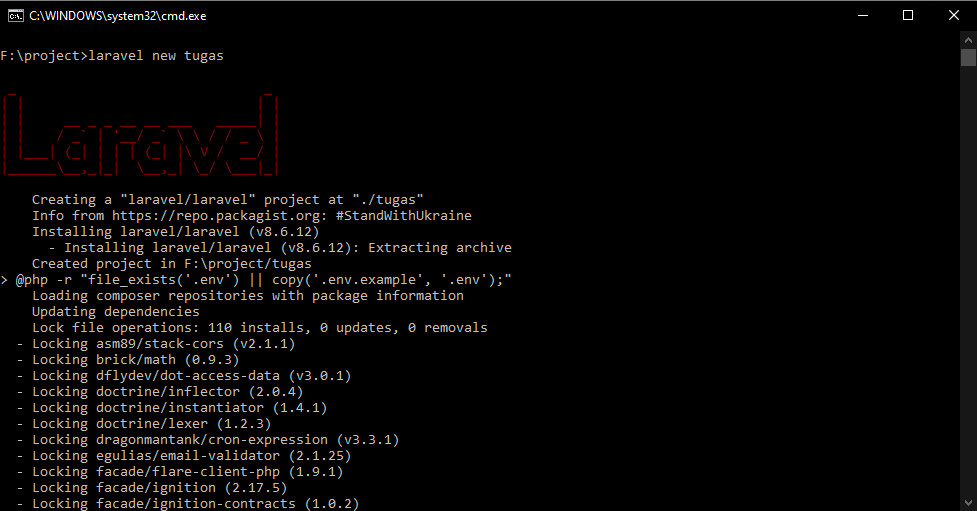 C:\WINDOWS\system32\cmd.exe
F:\project>laravel new tugas
Laravel
Creating a "laravel/laravel" project at "./tugas"
Info from https://repo.packagist.org: #StandWithUkraine
Installing laravel/laravel (v8.6.12)
- Installing laravel/laravel (v8.6.12): Extracting archive
Created project in F:\project/tugas
> @php -r "file_exists('.env') || copy('.env.example', '.env');"
Loading composer repositories with package information
Updating dependencies
Lock file operations: 110 installs, 0 updates, 0 removals
- Locking asm89/stack-cors (v2.1.1)
- Locking brick/math (0.9.3)
- Locking dflydev/dot-access-data (v3.0.1)
- Locking doctrine/inflector (2.0.4)
- Locking doctrine/instantiator (1.4.1)
- Locking doctrine/lexer (1.2.3)
- Locking dragonmantank/cron-expression (v3.3.1)
- Locking egulias/email-validator (2.1.25)
- Locking facade/flare-client-php (1.9.1)
- Locking facade/ignition (2.17.5)
- Locking facade/ignition-contracts (1.0.2)